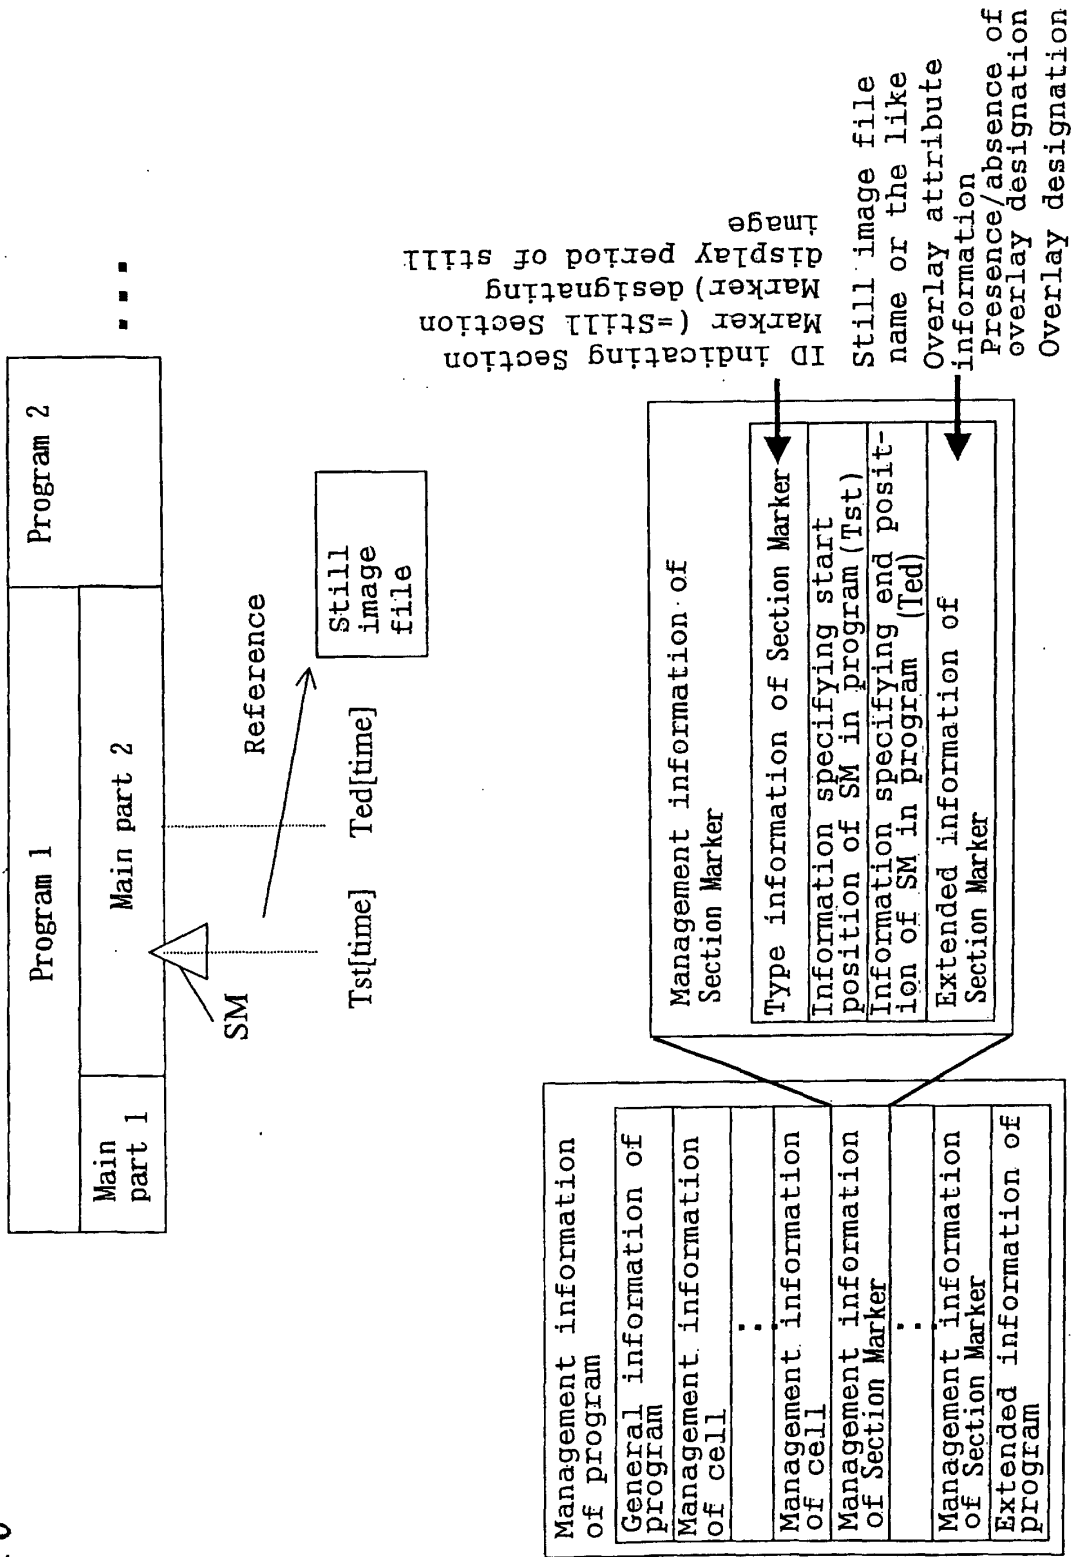 Program 1
Program 2
Main
part 1
Main part 2
SM
Reference
Still
image
file
Tst[time]
Ted[time]
Management information
of program
General information of
program
Management information
of cell
Management information
of cell
Management information
of Section Marker
Management information
of Section Marker
Extended information of
program
Management information of
Section Marker
Type information of Section Marker
Information specifying start
position of SM in program(Tst)
Information specifying end posit-
ion of SM in program (Ted)
Extended information of
Section Marker
ID indicating Section
Marker (=Still Section
Marker) designating
display period of still
image
Still image file
name or the like
Overlay attribute
information
Presence/absence of
overlay designation
Overlay designation